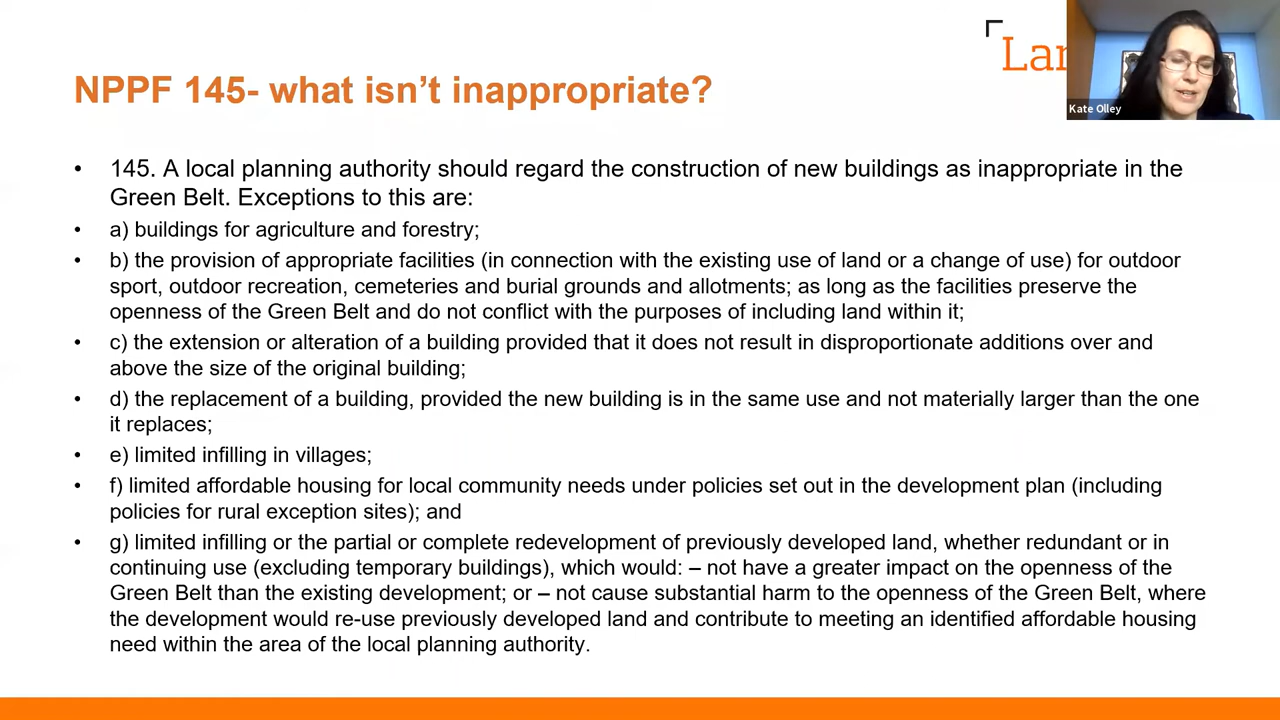 Lan
NPPF 145- what isn't inappropriate?
Kate Olley
• 145. A local planning authority should regard the construction of new buildings as inappropriate in the
Green Belt. Exceptions to this are:
• a) buildings for agriculture and forestry;
• b) the provision of appropriate facilities (in connection with the existing use of land or a change of use) for outdoor
sport, outdoor recreation, cemeteries and burial grounds and allotments; as long as the facilities preserve the
openness of the Green Belt and do not conflict with the purposes of including land within it;
• c) the extension or alteration of a building provided that it does not result in disproportionate additions over and
above the size of the original building;
• d) the replacement of a building, provided the new building is in the same use and not materially larger than the one
it replaces;
• e) limited infilling in villages;
• f) limited affordable housing for local community needs under policies set out in the development plan (including
policies for rural exception sites); and
• g) limited infilling or the partial or complete redevelopment of previously developed land, whether redundant or in
continuing use (excluding temporary buildings), which would: – not have a greater impact on the openness of the
Green Belt than the existing development; or – not cause substantial harm to the openness of the Green Belt, where
the development would re-use previously developed land and contribute to meeting an identified affordable housing
need within the area of the local planning authority.